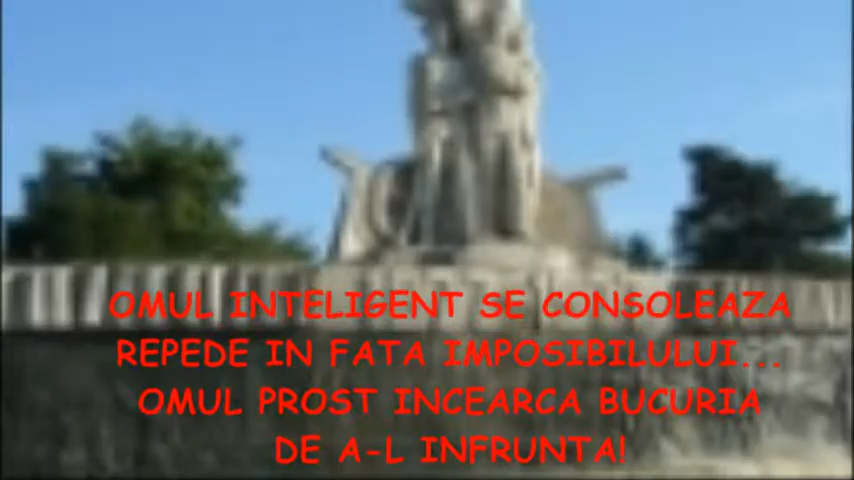 OMUL INTELIGENT SE CONSOLEAZA
REPEDE IN FATA IMPOSIBILULUI...
OMUL PROST INCEARCA BUCURIA
DE A-L INFRUNTA!